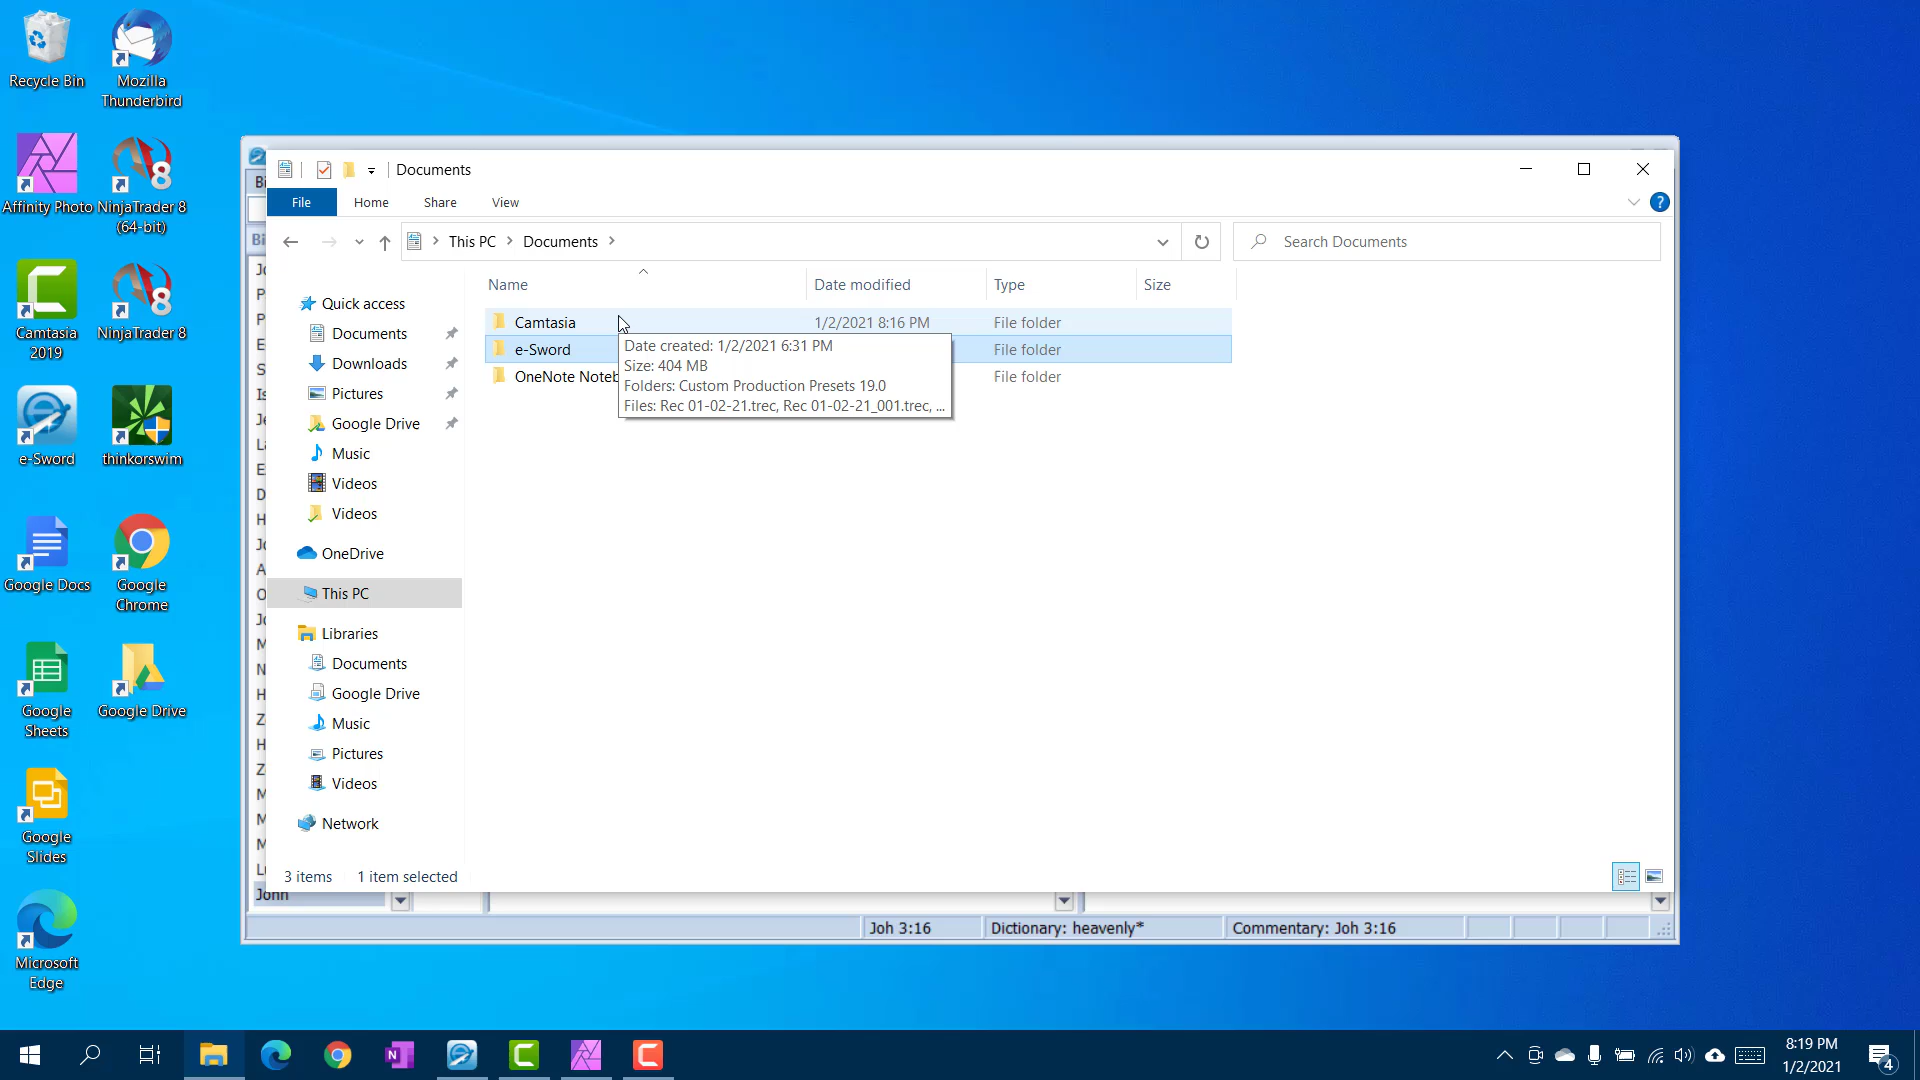 Recycle Bin
Mozilla
Thunderbird
Affinity Photo
NinjaTrader 8
(64-bit)
Camtasia
2019
NinjaTrader 8
e-Sword
thinkorswim
Google Docs
Google
Chrome
Google
Sheets
Google Drive
Google
Slides
Microsoft
Edge
Documents
File
Home
Share
View
This PC
Documents
Search Documents
Name
Date modified
Type
Size
Quick access
Documents
Downloads
Pictures
Google Drive
Music
Videos
Videos
OneDrive
This PC
Libraries
Documents
Google Drive
Music
Pictures
Videos
Network
Camtasia
1/2/2021 8:16 PM
File folder
e-Sword
File folder
OneNote Noteb
File folder
Date created: 1/2/2021 6:31 PM
Size: 404 MB
Folders: Custom Production Presets 19.0
Files: Rec 01-02-21.trec, Rec 01-02-21_001.trec, ...
3 items
1 item selected
John
Joh 3:16
Dictionary: heavenly*
Commentary: Joh 3:16
8:19 PM
1/2/2021
4